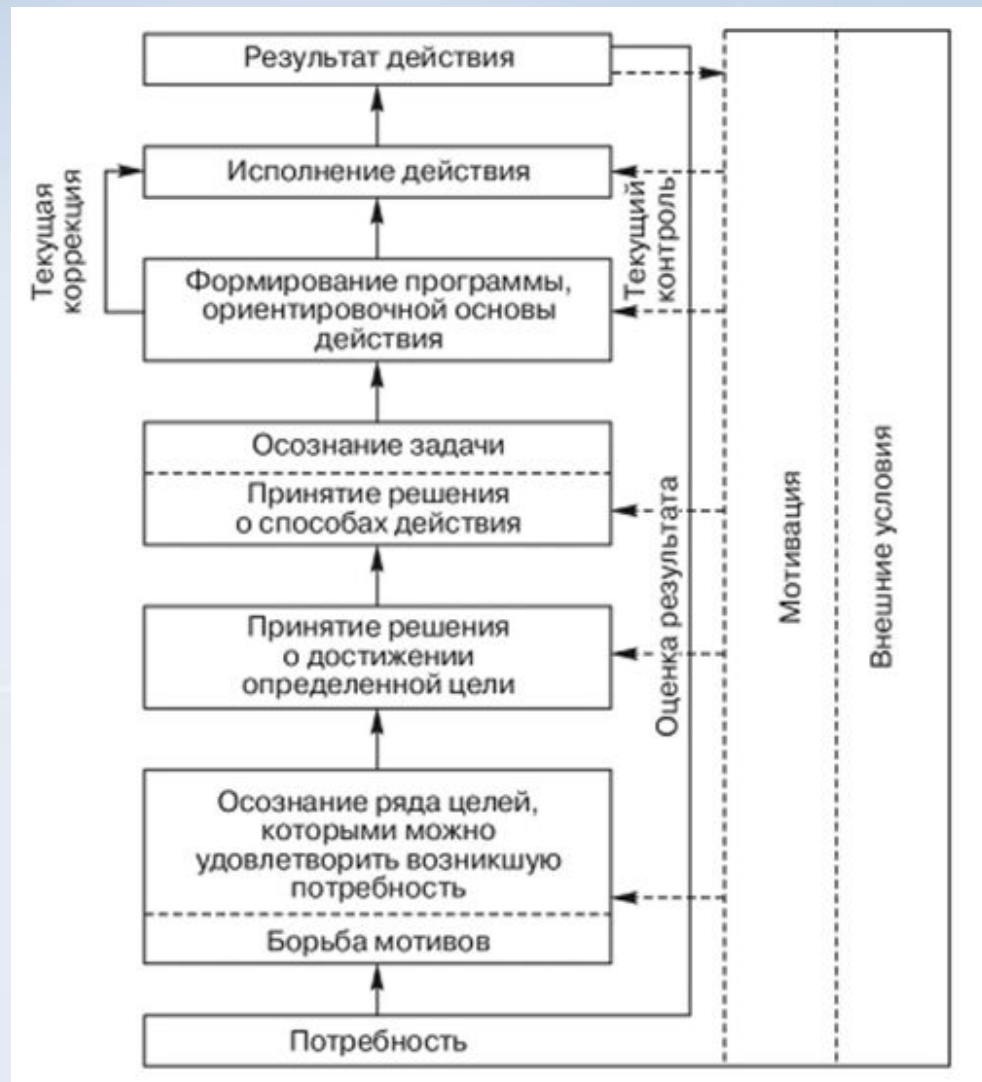 Результат действия
Исполнение действия
Текущая
коррекция
Текущий
контроль
Формирование программы,
ориентировочной основы
действия
Осознание задачи
Принятие решения
о способах действия
Принятие решения
о достижении
определенной цели
Оценка результата
Мотивация
Внешние условия
Осознание ряда целей,
которыми можно
удовлетворить возникшую
потребность
Борьба мотивов
Потребность